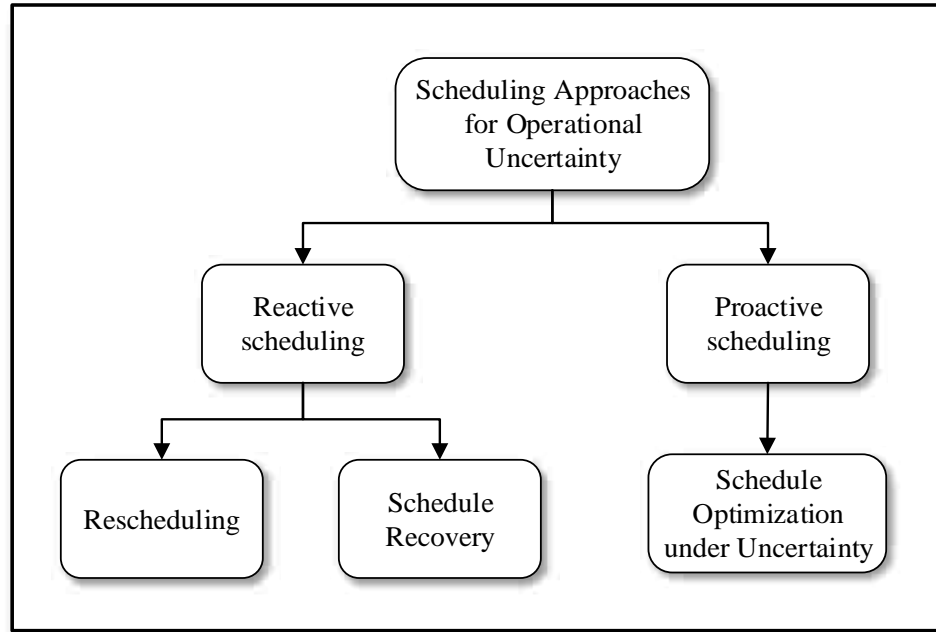 Scheduling Approaches
for Operational
Uncertainty
Reactive
scheduling
Proactive
scheduling
Rescheduling
Schedule
Recovery
Schedule
Optimization
under Uncertainty